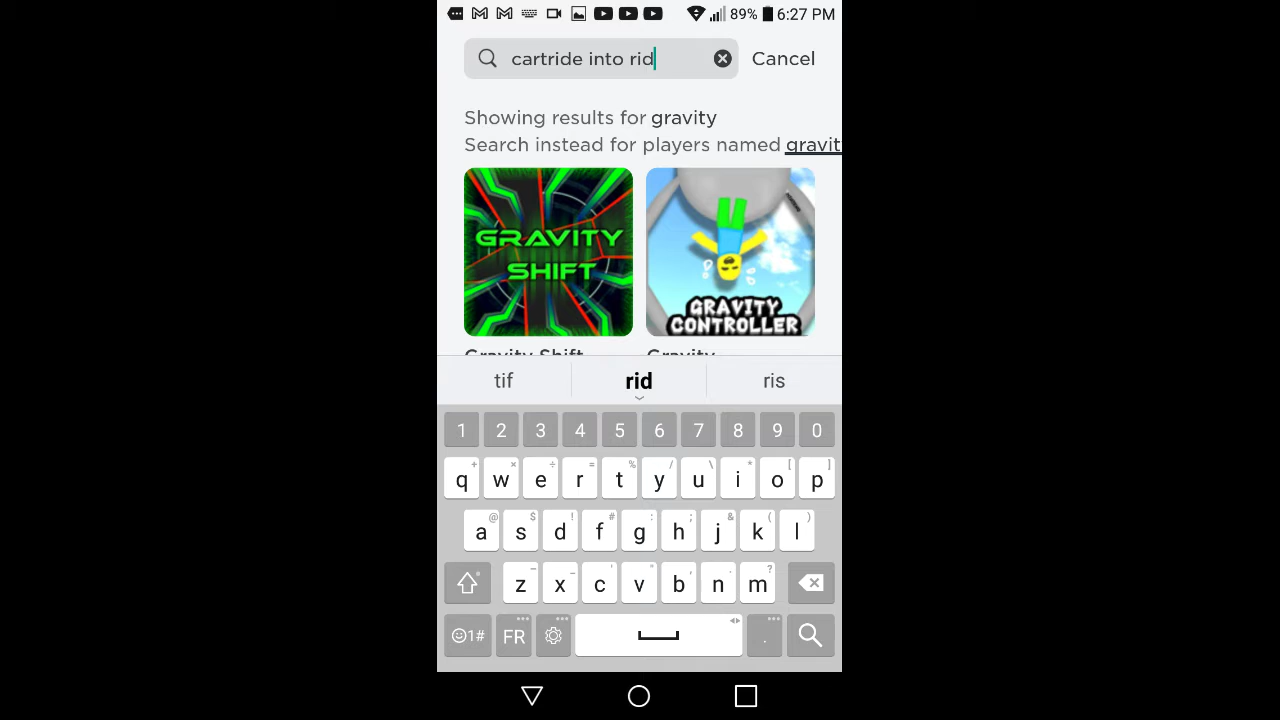 89% 6:27 PM
cartride into rid Cancel
Showing results for gravity
Search instead for players named gravit
GRAVITY
SHIFT
GRAVITY
CONTROLLER
Gravity Shift Gravity
tif rid ris
1 2 3 4 5 6 7 8 9 0
+ × ÷ = % / \ * [ ]
q w e r t y u i o p
@ $ ! # : ; & ( )
a s d f g h j k l
z x c v b n m
☺1# FR .